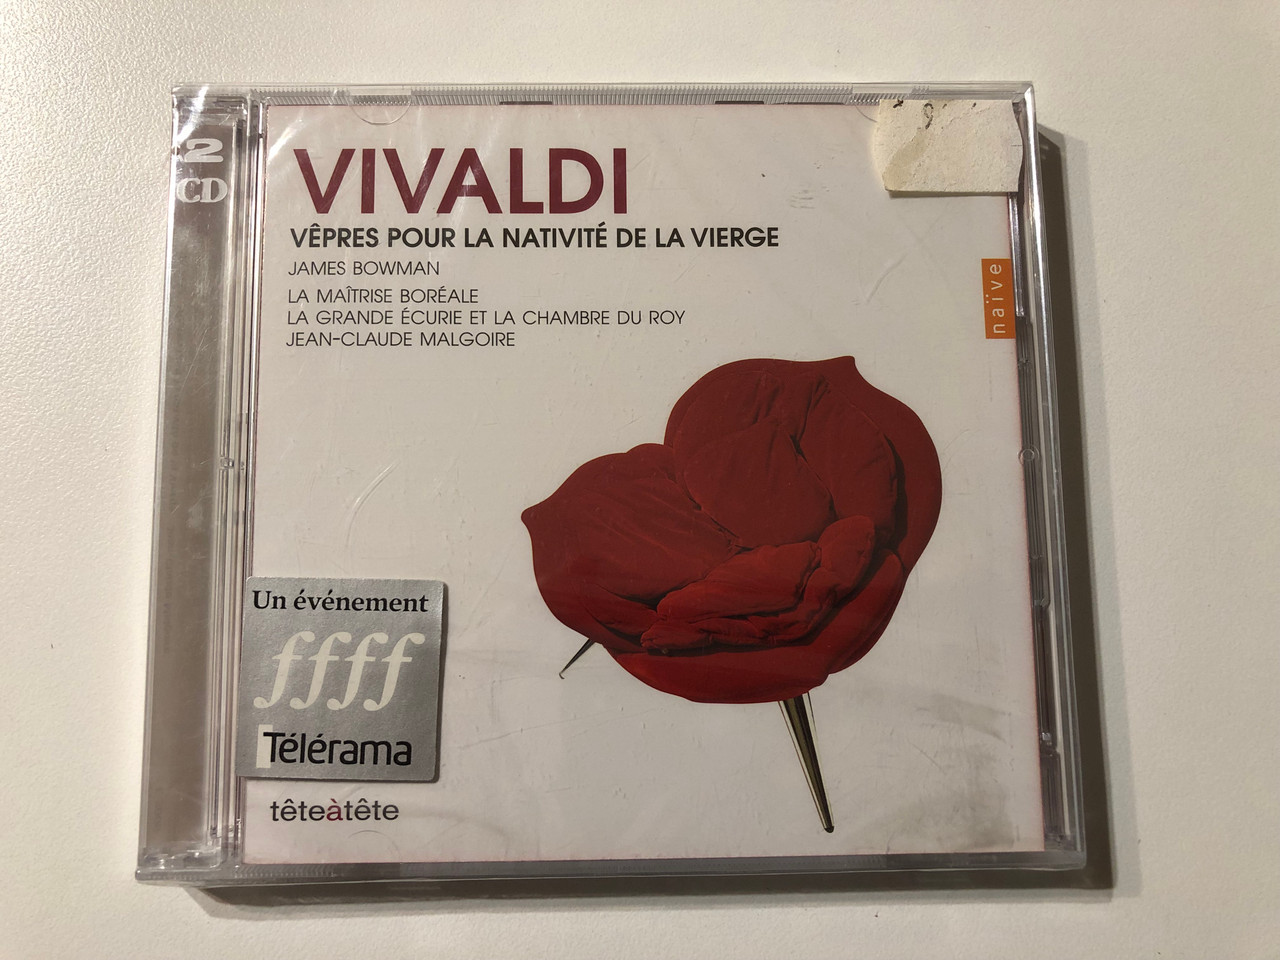 2
CD
VIVALDI
VÊPRES POUR LA NATIVITÉ DE LA VIERGE
JAMES BOWMAN
LA MAÎTRISE BORÉALE
LA GRANDE ÉCURIE ET LA CHAMBRE DU ROY
JEAN-CLAUDE MALGOIRE
naïve
Un événement
ffff
Télérama
têteàtête